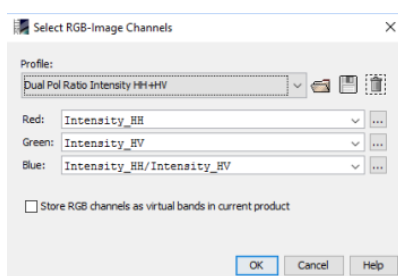 Select RGB-Image Channels
Profile:
Dual Pol Ratio Intensity HH+HV
Red: Intensity_HH ...
Green: Intensity_HV ...
Blue: Intensity_HH/Intensity_HV ...
Store RGB channels as virtual bands in current product
OK Cancel Help